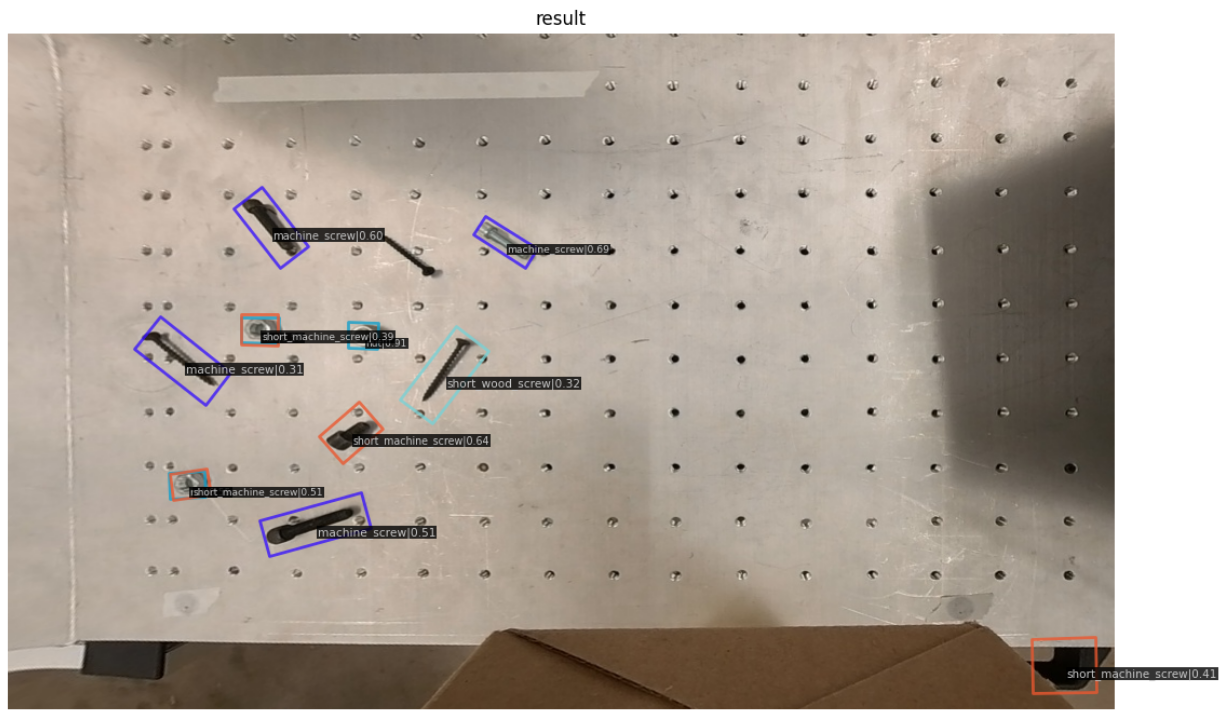 result
machine_screw|0.60
machine_screw|0.69
short_machine_screw|0.39
nut|0.91
machine_screw|0.31
short_wood_screw|0.32
short_machine_screw|0.64
short_machine_screw|0.51
machine_screw|0.51
short_machine_screw|0.41